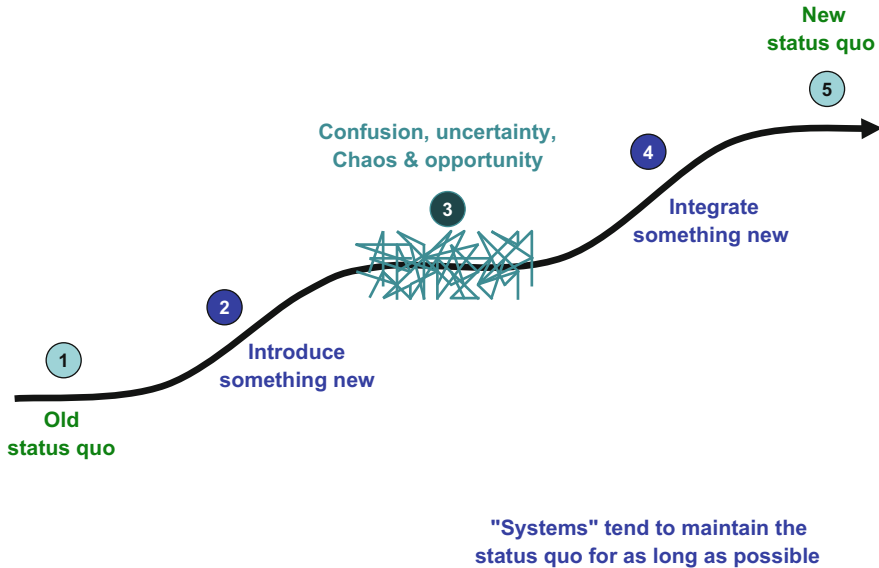 New
status quo
5
Confusion, uncertainty,
Chaos & opportunity
4
3
Integrate
something new
2
Introduce
something new
1
Old
status quo
"Systems" tend to maintain the
status quo for as long as possible